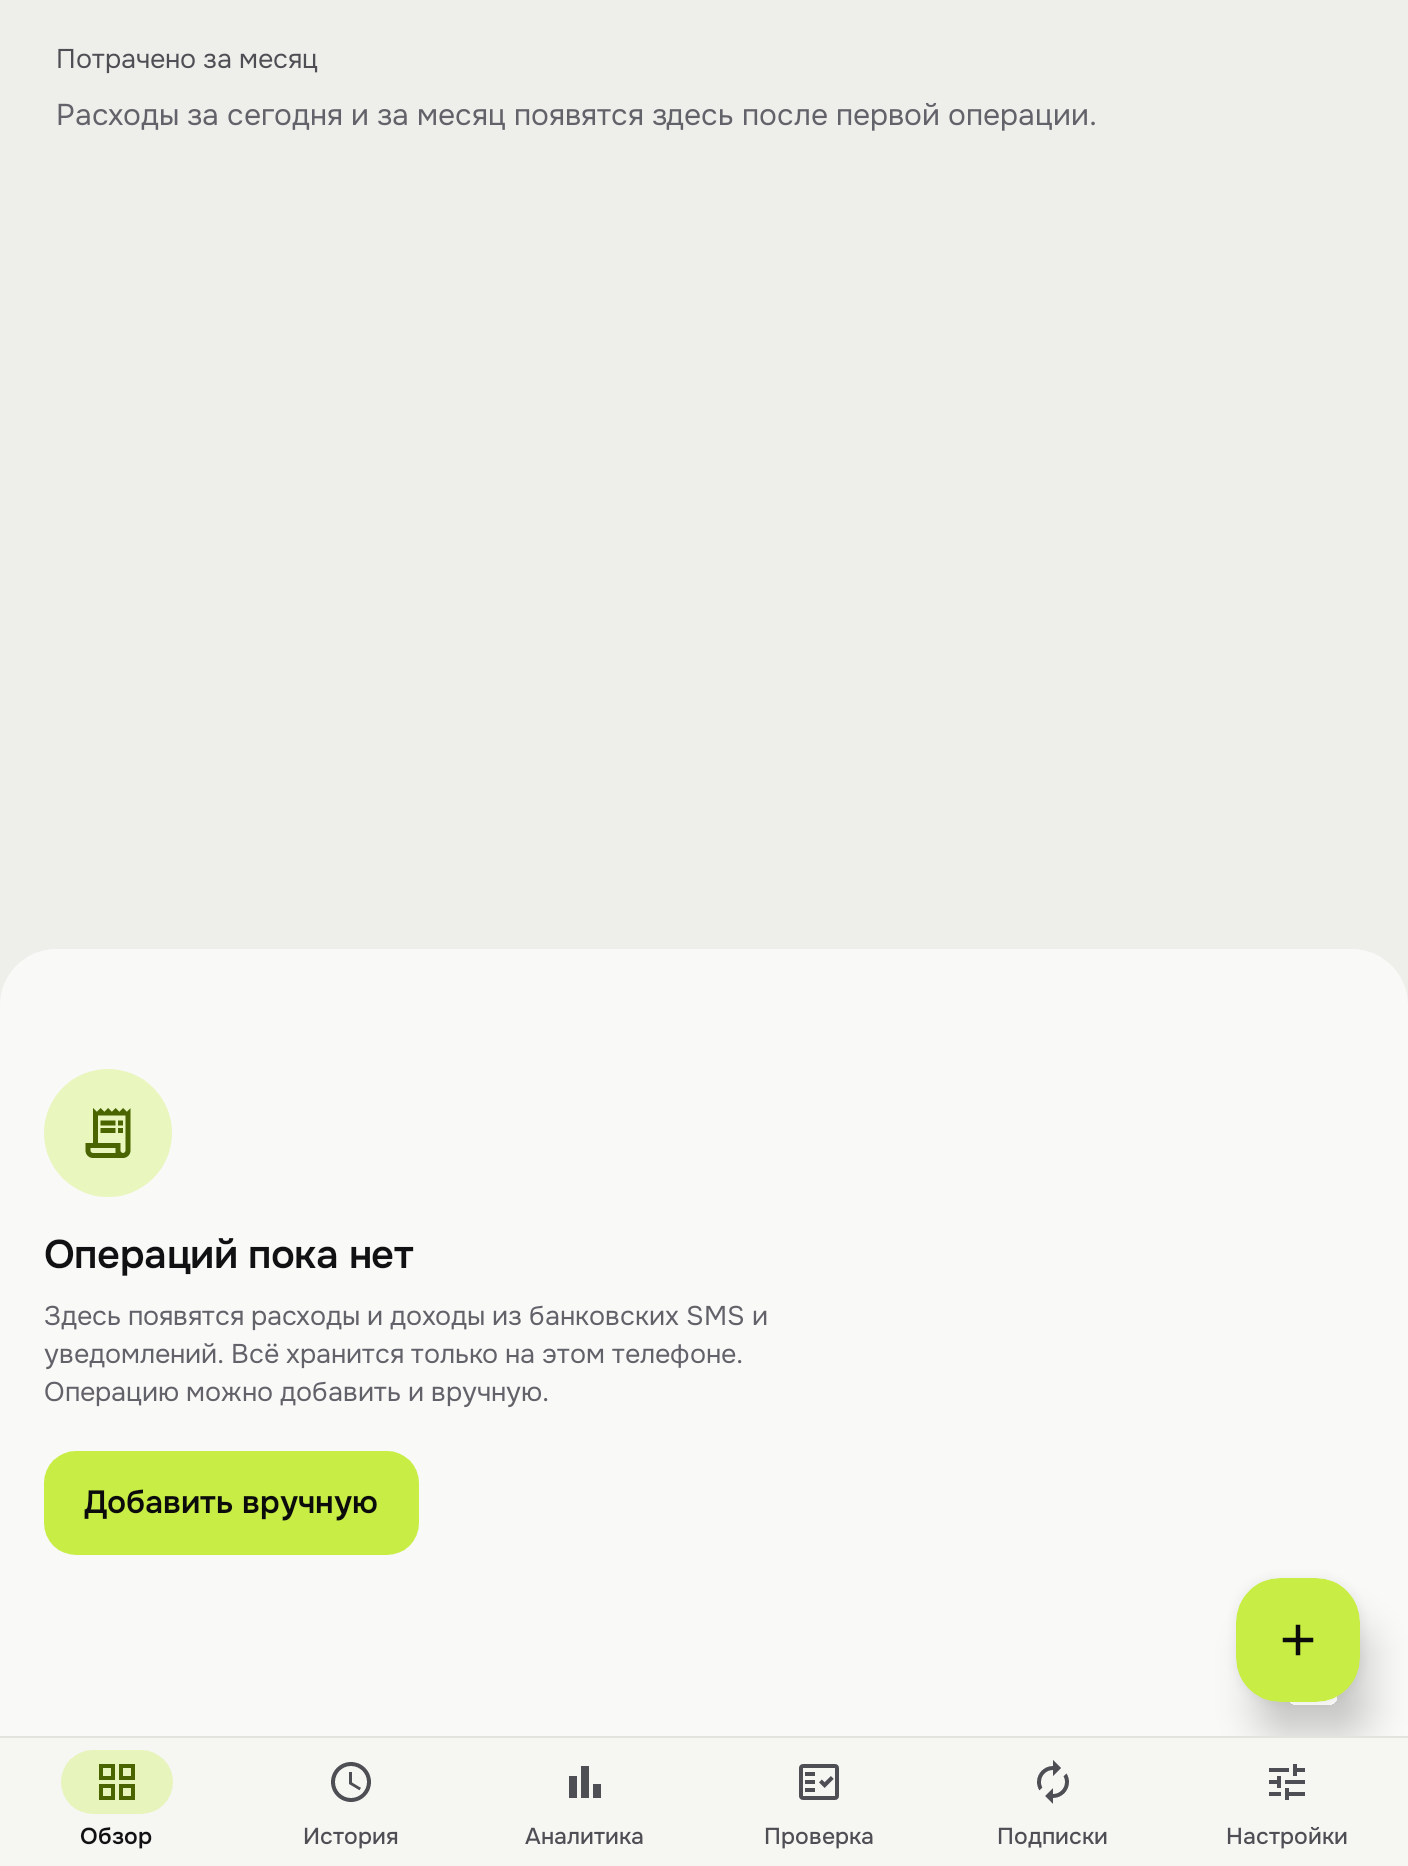 Потрачено за месяц
Расходы за сегодня и за месяц появятся здесь после первой операции.
Операций пока нет
Здесь появятся расходы и доходы из банковских SMS и
уведомлений. Всё хранится только на этом телефоне.
Операцию можно добавить и вручную.
Добавить вручную
+
Обзор История Аналитика Проверка Подписки Настройки